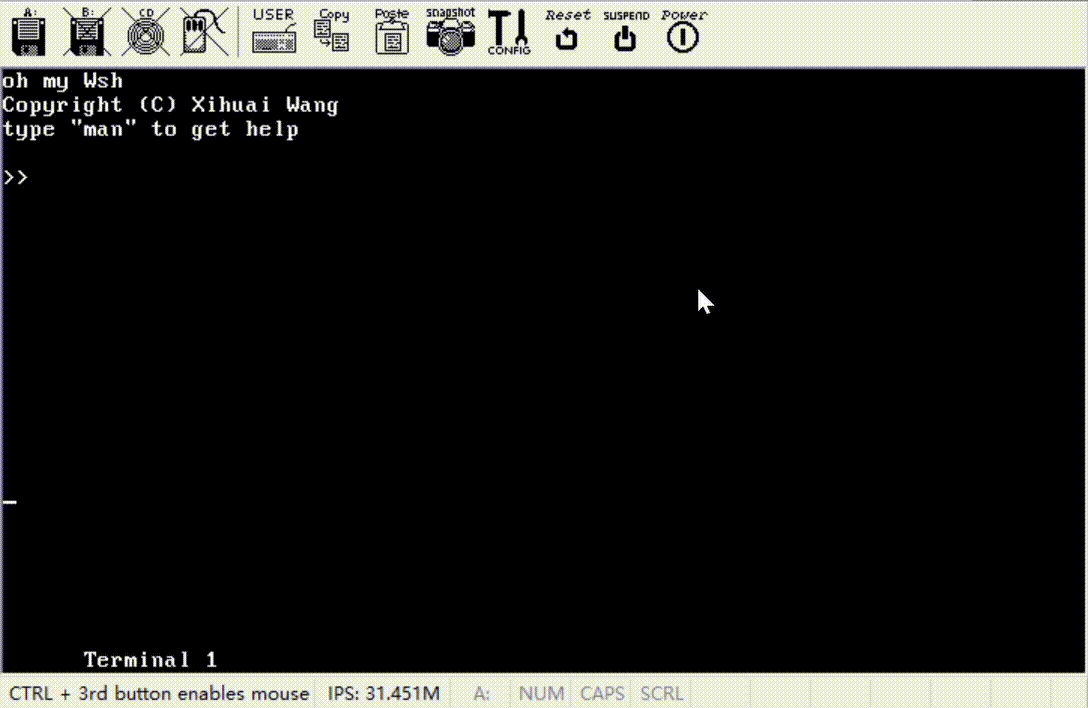 A: B: CD USER Copy Paste snapshot CONFIG Reset SUSPEND Power
oh my Wsh
Copyright (C) Xihuai Wang
type "man" to get help
>>
Terminal 1
CTRL + 3rd button enables mouse IPS: 31.451M A: NUM CAPS SCRL